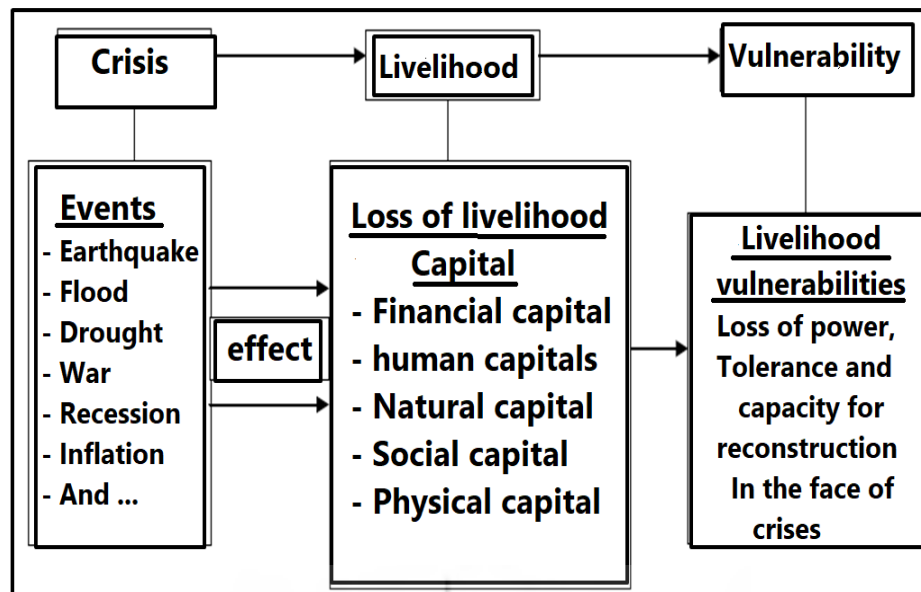 Crisis
Livelihood
Vulnerability
Events
- Earthquake
- Flood
- Drought
- War
- Recession
- Inflation
- And ...
effect
Loss of livelihood
Capital
- Financial capital
- human capitals
- Natural capital
- Social capital
- Physical capital
Livelihood
vulnerabilities
Loss of power,
Tolerance and
capacity for
reconstruction
In the face of
crises